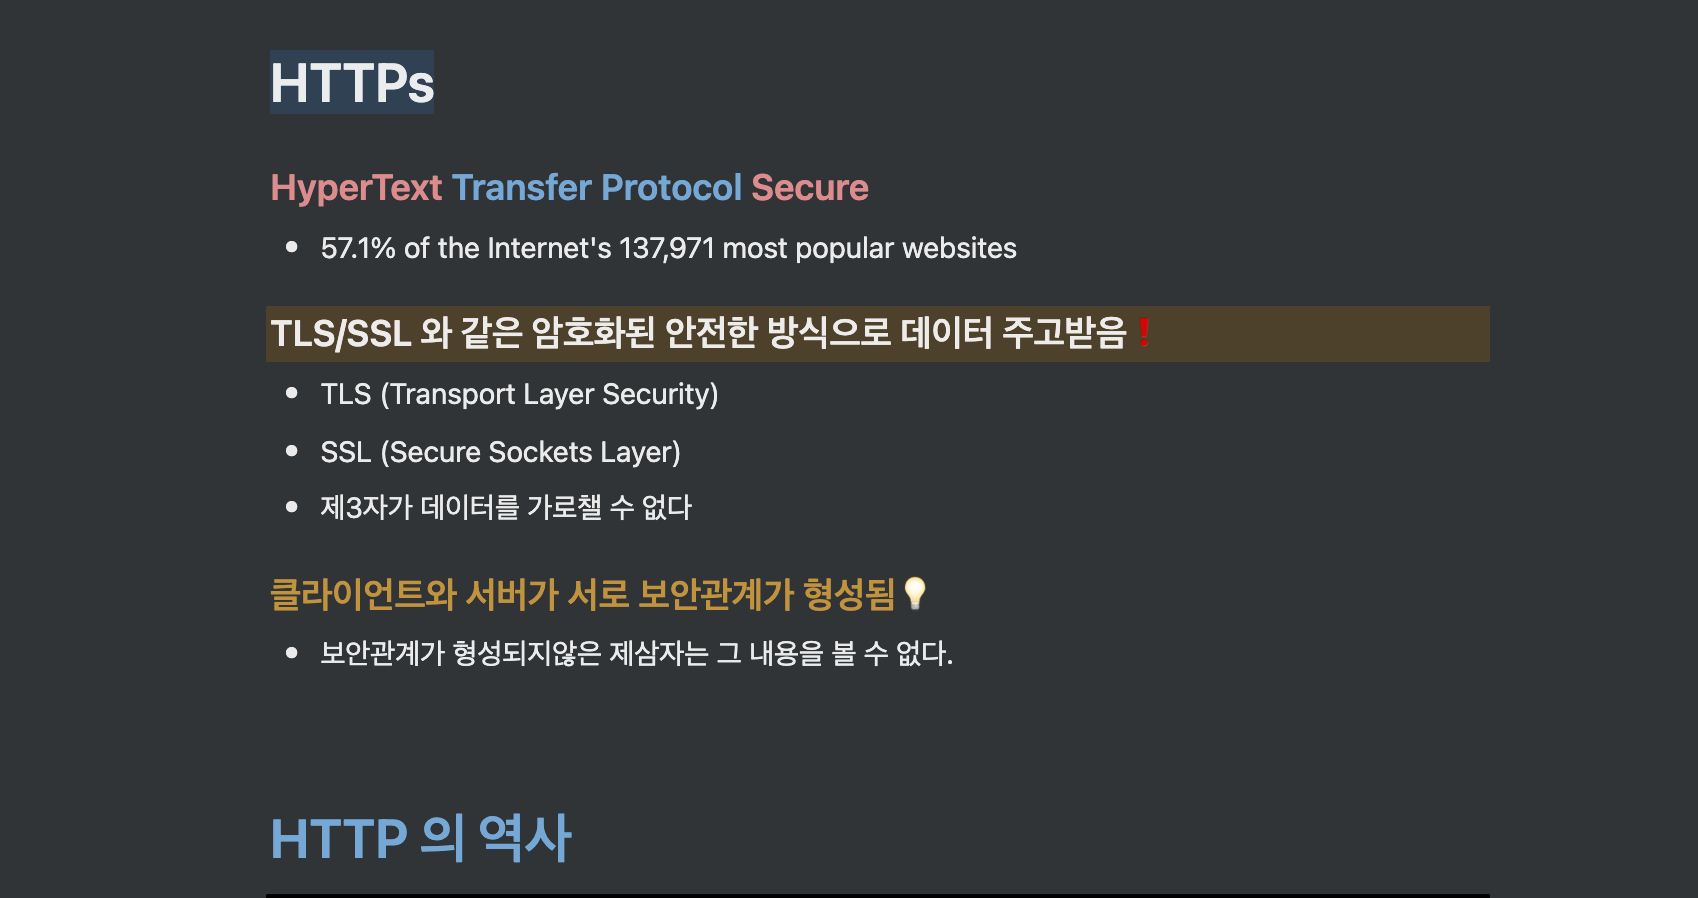 HTTPs
HyperText Transfer Protocol Secure
• 57.1% of the Internet's 137,971 most popular websites
TLS/SSL 와 같은 암호화된 안전한 방식으로 데이터 주고받음❗
• TLS (Transport Layer Security)
• SSL (Secure Sockets Layer)
• 제3자가 데이터를 가로챌 수 없다
클라이언트와 서버가 서로 보안관계가 형성됨💡
• 보안관계가 형성되지않은 제삼자는 그 내용을 볼 수 없다.
HTTP 의 역사